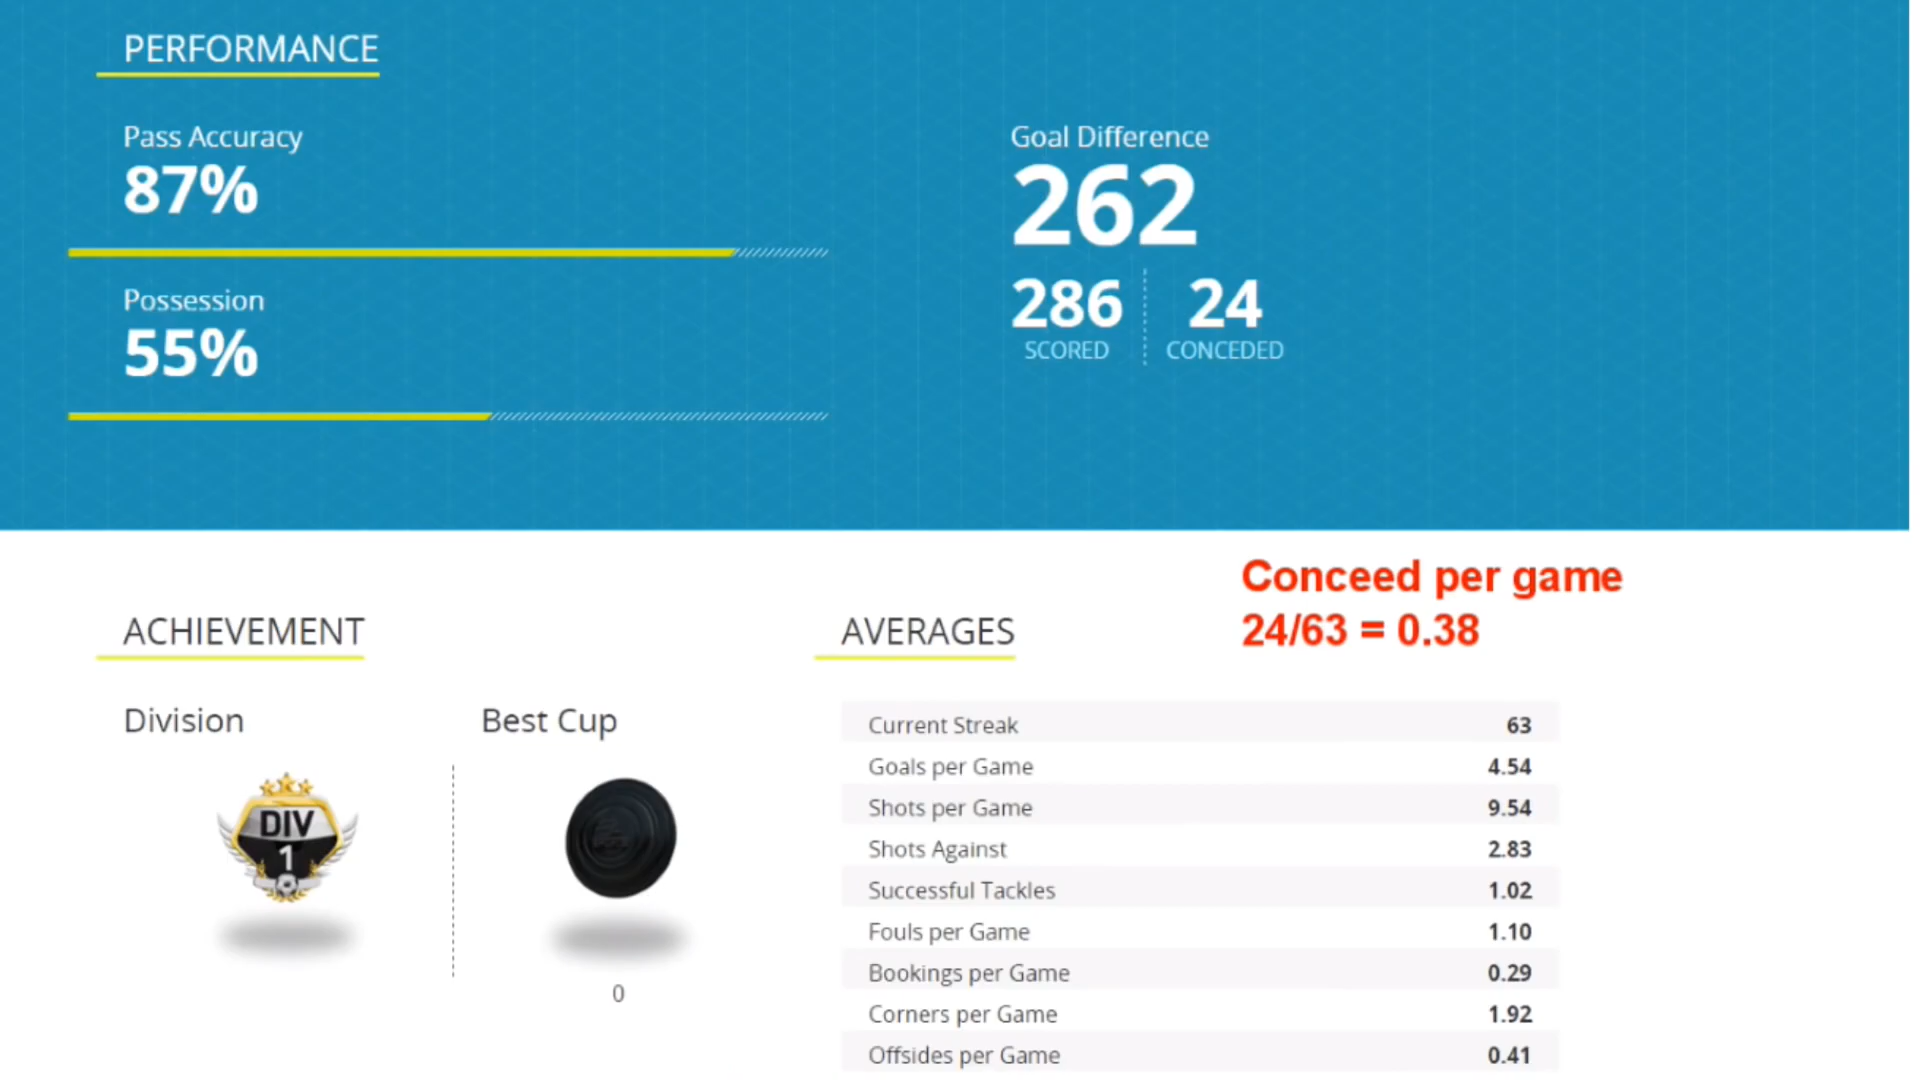 PERFORMANCE
Pass Accuracy
87%
Possession
55%
Goal Difference
262
286
SCORED
24
CONCEDED
ACHIEVEMENT
Division
DIV
1
Best Cup
0
Conceed per game
24/63 = 0.38
AVERAGES
Current Streak 63
Goals per Game 4.54
Shots per Game 9.54
Shots Against 2.83
Successful Tackles 1.02
Fouls per Game 1.10
Bookings per Game 0.29
Corners per Game 1.92
Offsides per Game 0.41